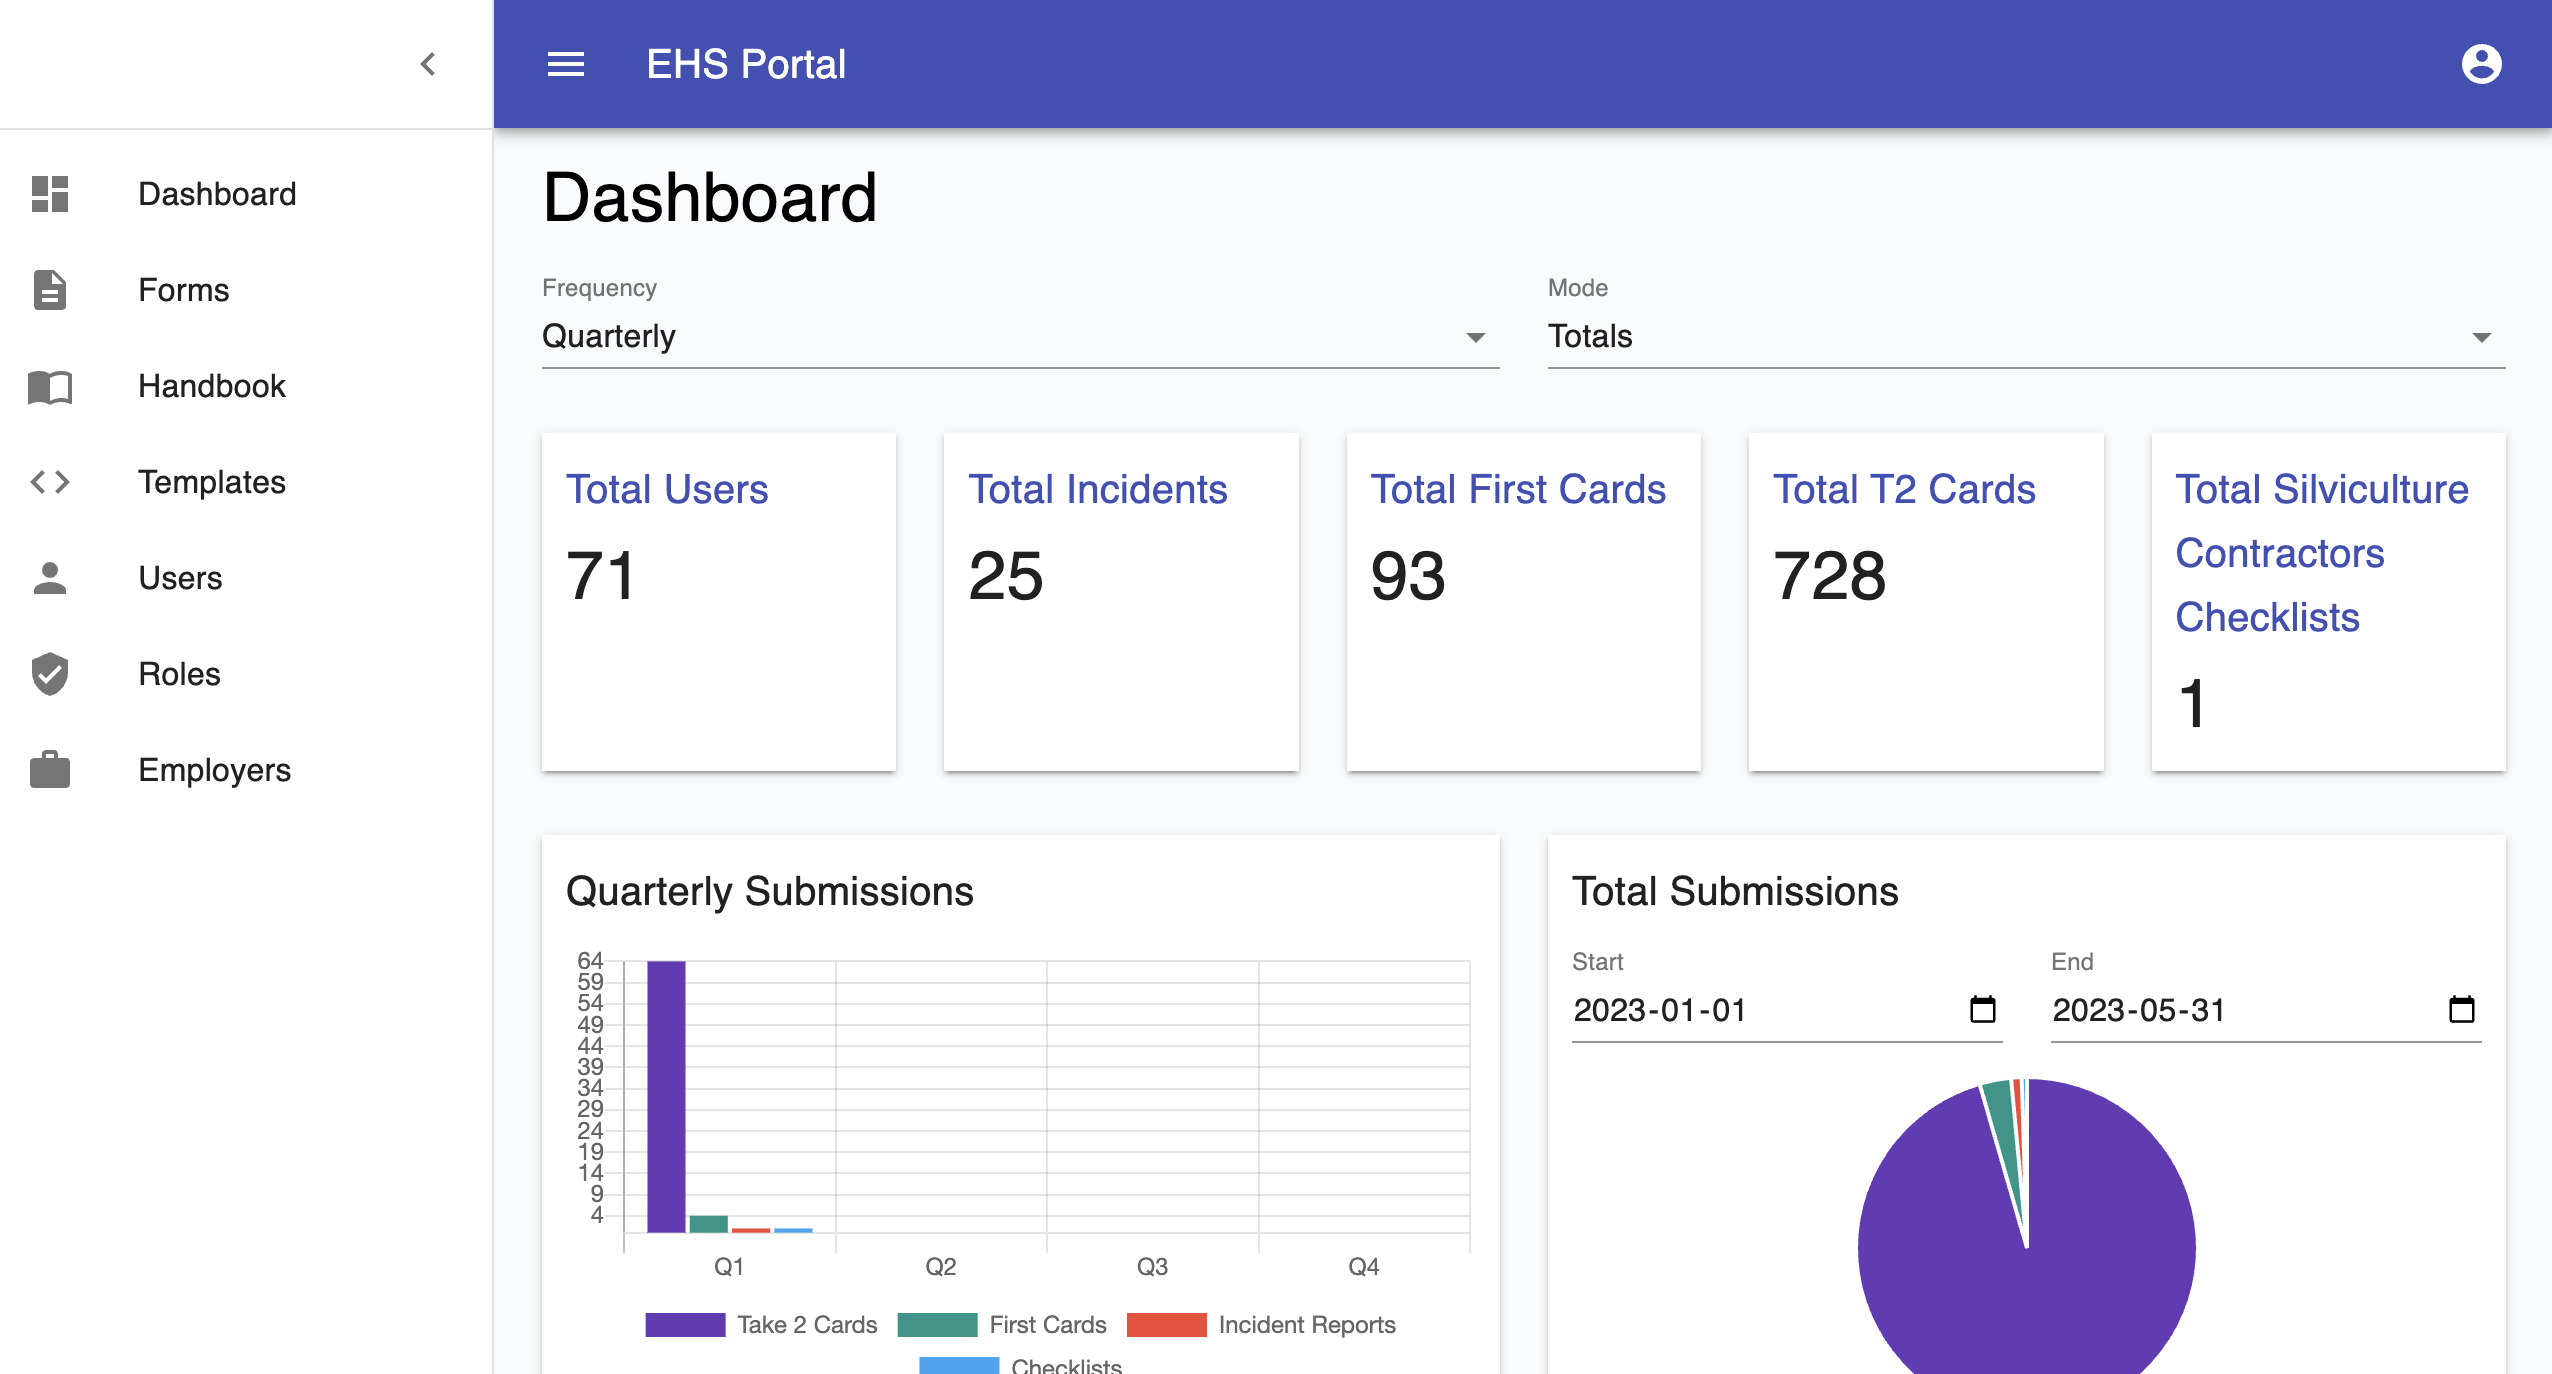 EHS Portal
Dashboard
Forms
Handbook
Templates
Users
Roles
Employers
Dashboard
Frequency
Quarterly
Mode
Totals
Total Users
71
Total Incidents
25
Total First Cards
93
Total T2 Cards
728
Total Silviculture
Contractors
Checklists
1
Quarterly Submissions
64
59
54
49
44
39
34
29
24
19
14
9
4
Q1 Q2 Q3 Q4
Take 2 Cards First Cards Incident Reports
Checklists
Total Submissions
Start
2023-01-01
End
2023-05-31